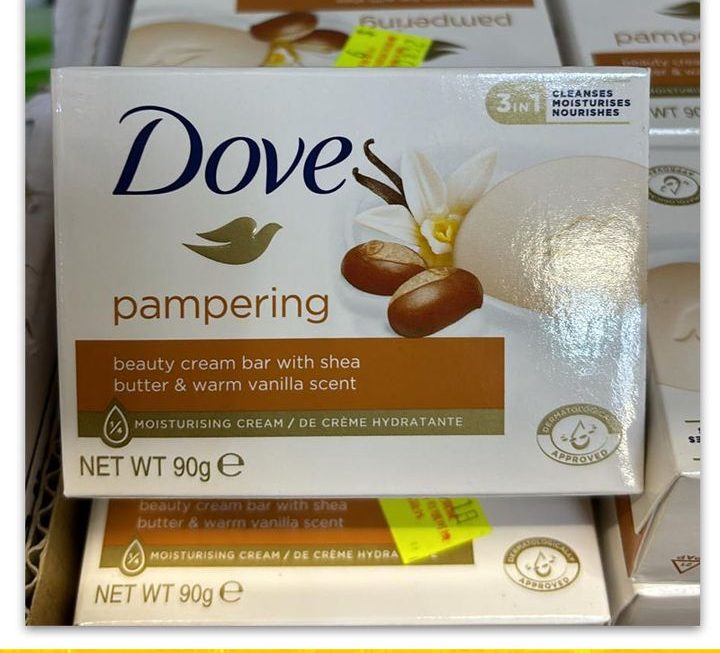 pampering
Dove
3 IN 1
CLEANSES
MOISTURISES
NOURISHES
pampering
beauty cream bar with shea
butter & warm vanilla scent
1/4 MOISTURISING CREAM / DE CRÈME HYDRATANTE
DERMATOLOGICALLY
APPROVED
NET WT 90g e
beauty cream bar with shea
butter & warm vanilla scent
1/4 MOISTURISING CREAM / DE CRÈME HYDRA
DERMATOLOGICALLY
APPROVED
NET WT 90g e